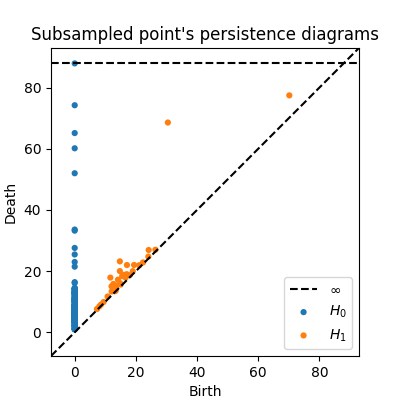 Subsampled point's persistence diagrams
80
60
40
20
0
Death
∞
H₀
H₁
0 20 40 60 80
Birth